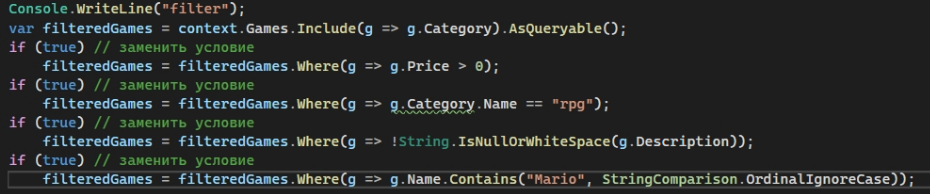 Console.WriteLine("filter");
var filteredGames = context.Games.Include(g => g.Category).AsQueryable();
if (true) // заменить условие
filteredGames = filteredGames.Where(g => g.Price > 0);
if (true) // заменить условие
filteredGames = filteredGames.Where(g => g.Category.Name == "rpg");
if (true) // заменить условие
filteredGames = filteredGames.Where(g => !String.IsNullOrWhiteSpace(g.Description));
if (true) // заменить условие
filteredGames = filteredGames.Where(g => g.Name.Contains("Mario", StringComparison.OrdinalIgnoreCase));